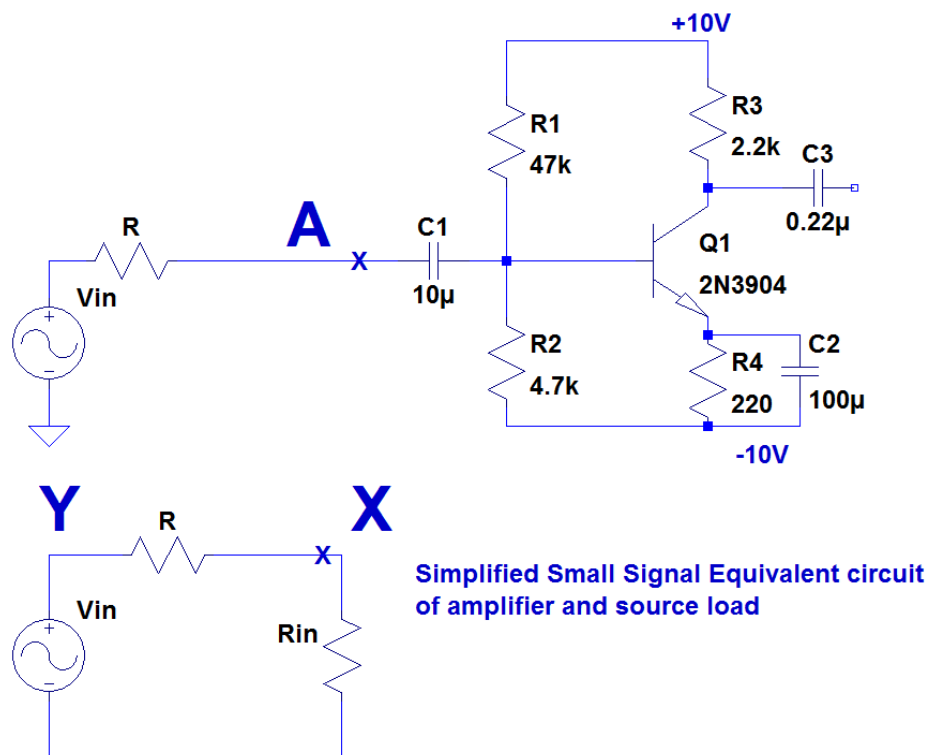 +10V
R3
2.2k
R1
47k
C3
0.22µ
R
A
C1
X
10µ
Q1
2N3904
Vin
R2
4.7k
R4
220
C2
100µ
-10V
Y
X
R
X
Vin
Rin
Simplified Small Signal Equivalent circuit
of amplifier and source load